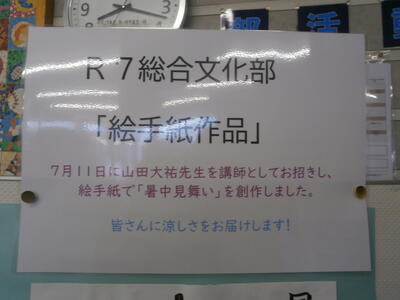 部活動
R7総合文化部
「絵手紙作品」
7月11日に山田大祐先生を講師としてお招きし、
絵手紙で「暑中見舞い」を創作しました。
皆さんに涼しさをお届けします!